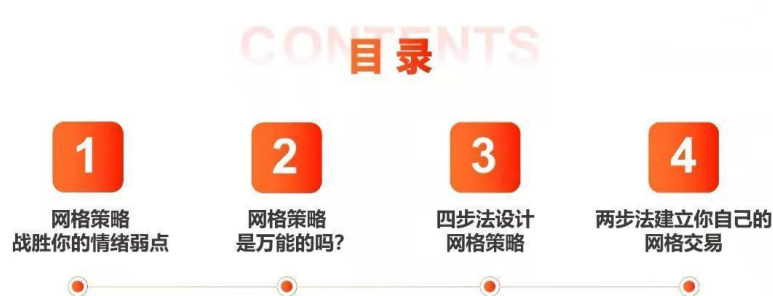 CONTENTS
目录
1
网格策略
战胜你的情绪弱点
2
网格策略
是万能的吗？
3
四步法设计
网格策略
4
两步法建立你自己的
网格交易